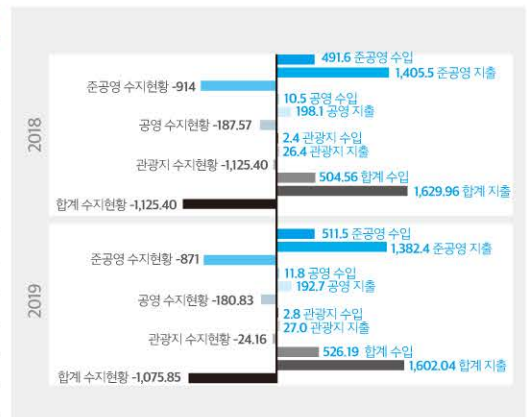 2018
491.6 준공영 수입
1,405.5 준공영 지출
준공영 수지현황 -914
10.5 공영 수입
198.1 공영 지출
공영 수지현황 -187.57
2.4 관광지 수입
26.4 관광지 지출
관광지 수지현황 -1,125.40
504.56 합계 수입
1,629.96 합계 지출
합계 수지현황 -1,125.40
2019
511.5 준공영 수입
1,382.4 준공영 지출
준공영 수지현황 -871
11.8 공영 수입
192.7 공영 지출
공영 수지현황 -180.83
2.8 관광지 수입
27.0 관광지 지출
관광지 수지현황 -24.16
526.19 합계 수입
1,602.04 합계 지출
합계 수지현황 -1,075.85